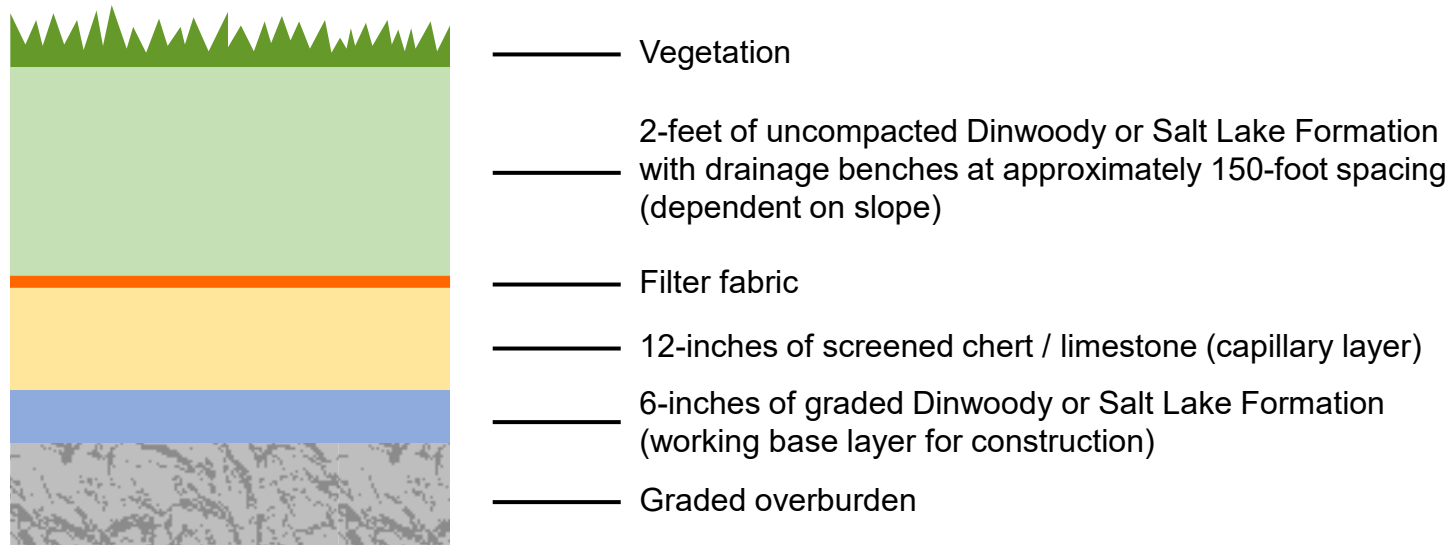 Vegetation
2-feet of uncompacted Dinwoody or Salt Lake Formation
with drainage benches at approximately 150-foot spacing
(dependent on slope)
Filter fabric
12-inches of screened chert / limestone (capillary layer)
6-inches of graded Dinwoody or Salt Lake Formation
(working base layer for construction)
Graded overburden